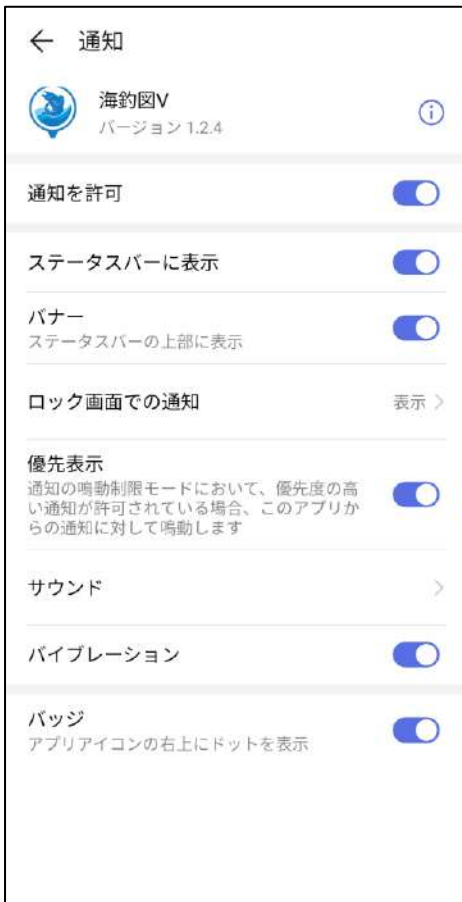 ← 通知
海釣図V
バージョン 1.2.4
通知を許可
ステータスバーに表示
バナー
ステータスバーの上部に表示
ロック画面での通知 表示 >
優先表示
通知の鳴動制限モードにおいて、優先度の高
い通知が許可されている場合、このアプリか
らの通知に対して鳴動します
サウンド >
バイブレーション
バッジ
アプリアイコンの右上にドットを表示